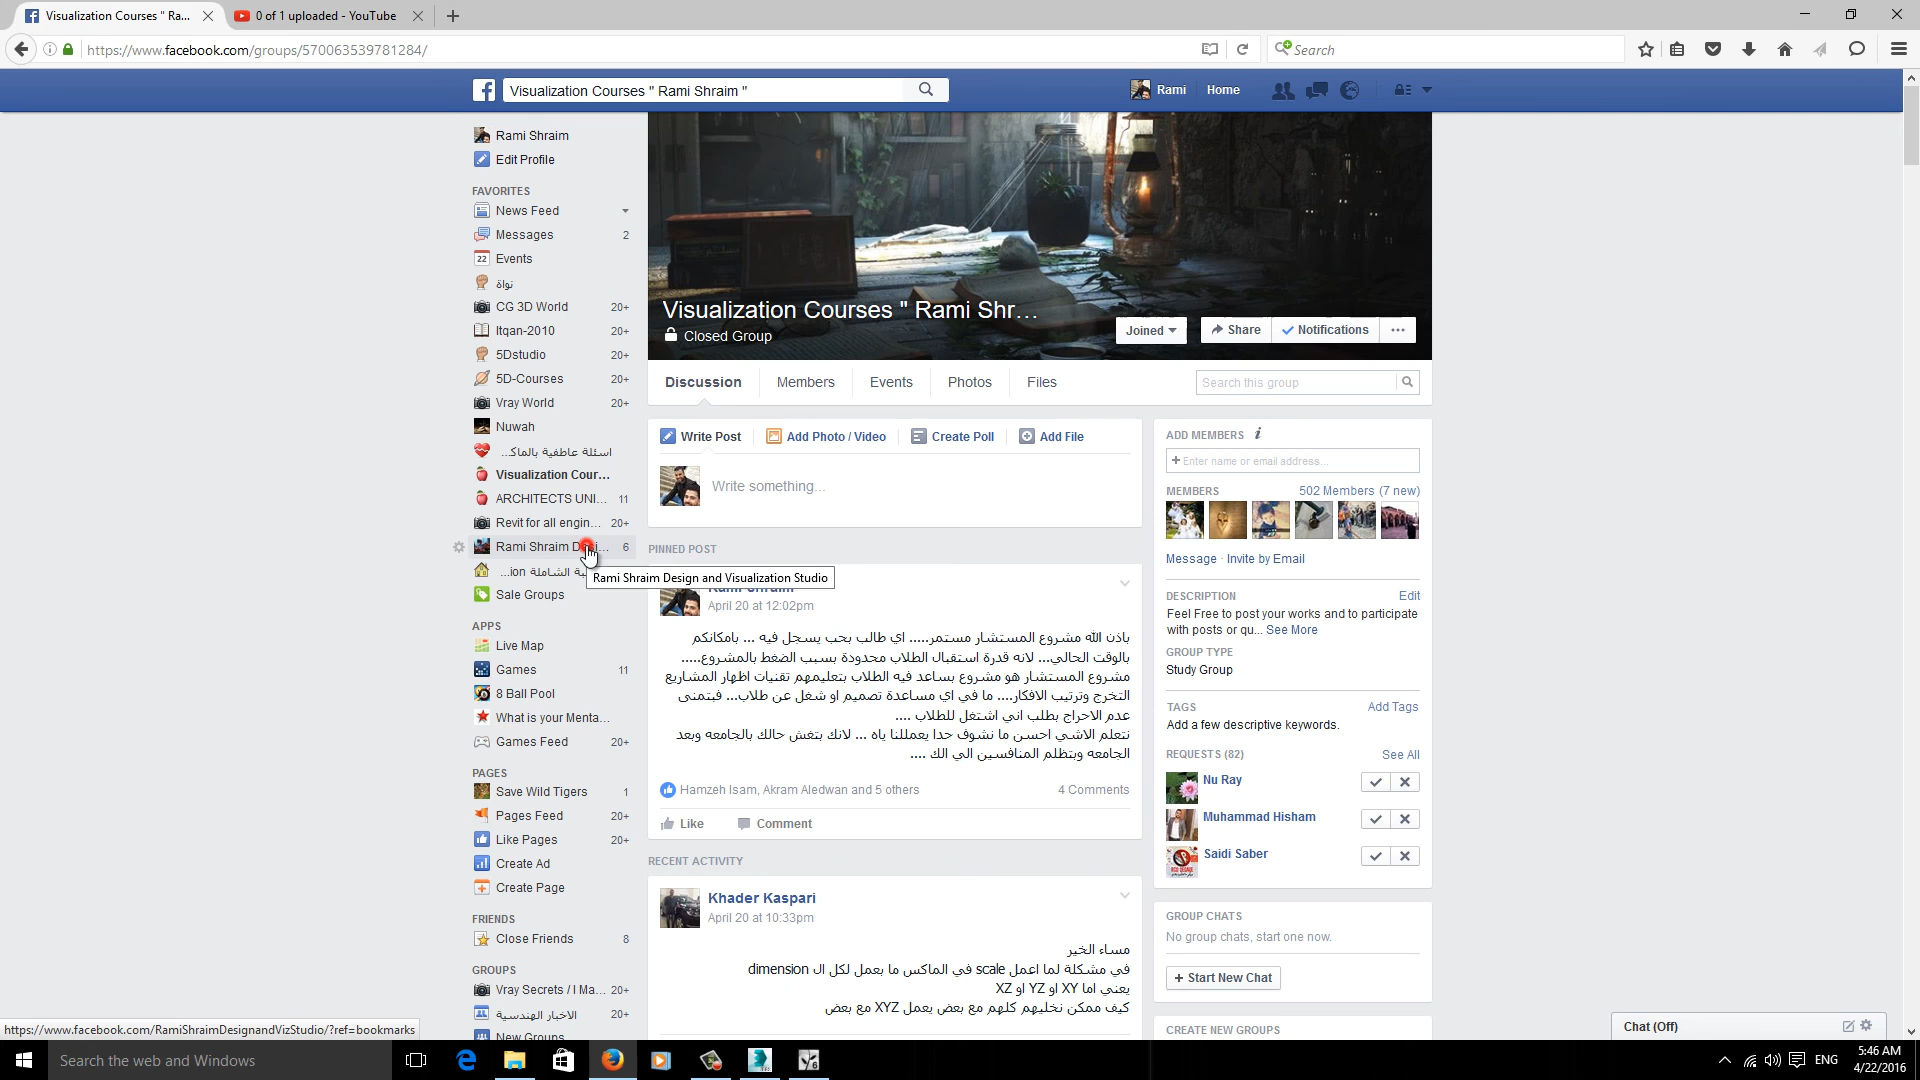 Visualization Courses " Ra...
0 of 1 uploaded - YouTube
https://www.facebook.com/groups/570063539781284/
Search
Visualization Courses " Rami Shraim "
Rami
Home
Rami Shraim
Edit Profile
FAVORITES
News Feed
Messages 2
22 Events
نواة
CG 3D World 20+
Itqan-2010 20+
5Dstudio 20+
5D-Courses 20+
Vray World 20+
Nuwah
اسئلة عاطفية بالماكـ...
Visualization Cour...
ARCHITECTS UNI... 11
Revit for all engin... 20+
Rami Shraim Desi... 6
Rami Shraim Design and Visualization Studio
Sale Groups
APPS
Live Map
Games 11
8 Ball Pool
What is your Menta...
Games Feed 20+
PAGES
Save Wild Tigers 1
Pages Feed 20+
Like Pages 20+
Create Ad
Create Page
FRIENDS
Close Friends 8
GROUPS
Vray Secrets / I Ma... 20+
الاخبار الهندسية 20+
New Groups
https://www.facebook.com/RamiShraimDesignandVizStudio/?ref=bookmarks
Visualization Courses " Rami Shr...
Closed Group
Joined
Share
Notifications
Discussion
Members
Events
Photos
Files
Search this group
Write Post
Add Photo / Video
Create Poll
Add File
Write something...
PINNED POST
Rami Shraim
April 20 at 12:02pm
باذن الله مشروع المستشار مستمر..... اي طالب بحب يسجل فيه ... بامكانكم
بالوقت الحالي... لانه قدرة استقبال الطلاب محدودة بسبب الضغط بالمشروع.....
مشروع المستشار هو مشروع بساعد فيه الطلاب بتعليمهم تقنيات اظهار المشاريع
التخرج وترتيب الافكار.... ما في اي مساعدة تصميم او شغل عن طلاب... فبتمنى
عدم الاحراج بطلب اني اشتغل للطلاب ....
نتعلم الاشي احسن ما نشوف حدا يعمللنا ياه ... لانك بتغش حالك بالجامعه وبعد
الجامعه وبتظلم المنافسين الي الك ....
Hamzeh Isam, Akram Aledwan and 5 others
4 Comments
Like
Comment
RECENT ACTIVITY
Khader Kaspari
April 20 at 10:33pm
مساء الخير
في مشكلة لما اعمل scale في الماكس ما بعمل لكل ال dimension
يعني اما XY او YZ او XZ
كيف ممكن نخليهم كلهم مع بعض يعمل XYZ مع بعض
ADD MEMBERS
Enter name or email address...
MEMBERS
502 Members (7 new)
Message · Invite by Email
DESCRIPTION
Edit
Feel Free to post your works and to participate
with posts or qu... See More
GROUP TYPE
Study Group
TAGS
Add Tags
Add a few descriptive keywords.
REQUESTS (82)
See All
Nu Ray
Muhammad Hisham
Saidi Saber
GROUP CHATS
No group chats, start one now.
+ Start New Chat
CREATE NEW GROUPS
Chat (Off)
Search the web and Windows
ENG
5:46 AM
4/22/2016